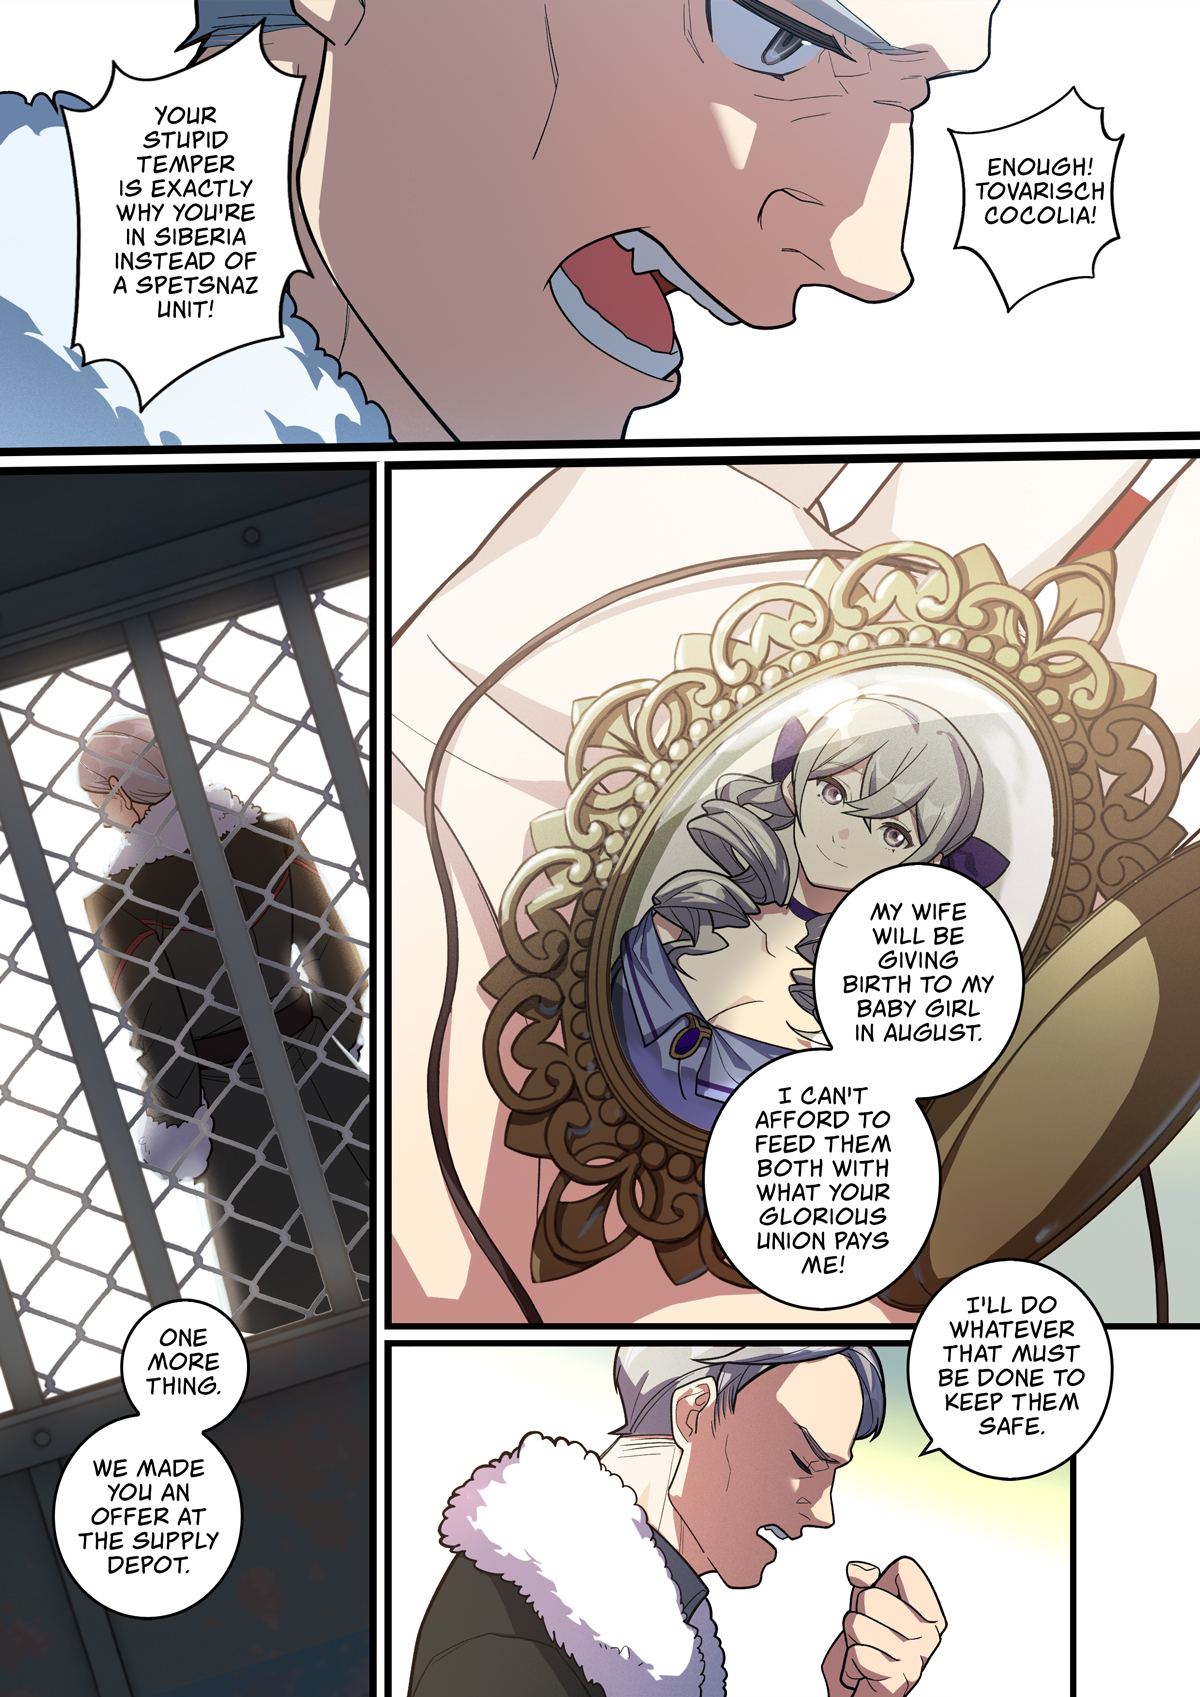 ENOUGH!
TOVARISCH
COCOLIA!
YOUR
STUPID
TEMPER
IS EXACTLY
WHY YOU'RE
IN SIBERIA
INSTEAD OF
A SPETSNAZ
UNIT!
MY WIFE
WILL BE
GIVING
BIRTH TO MY
BABY GIRL
IN AUGUST.
I CAN'T
AFFORD TO
FEED THEM
BOTH WITH
WHAT YOUR
GLORIOUS
UNION PAYS
ME!
I'LL DO
WHATEVER
THAT MUST
BE DONE TO
KEEP THEM
SAFE.
ONE
MORE
THING.
WE MADE
YOU AN
OFFER AT
THE SUPPLY
DEPOT.